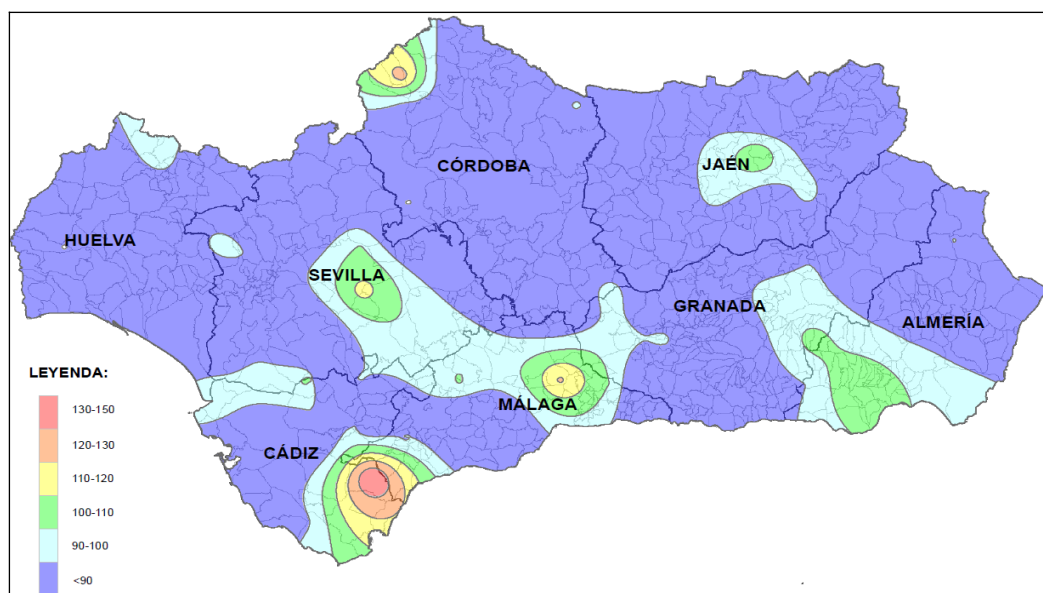 CÓRDOBA
JAÉN
HUELVA
SEVILLA
GRANADA
ALMERÍA
MÁLAGA
CÁDIZ
LEYENDA:
130-150
120-130
110-120
100-110
90-100
<90